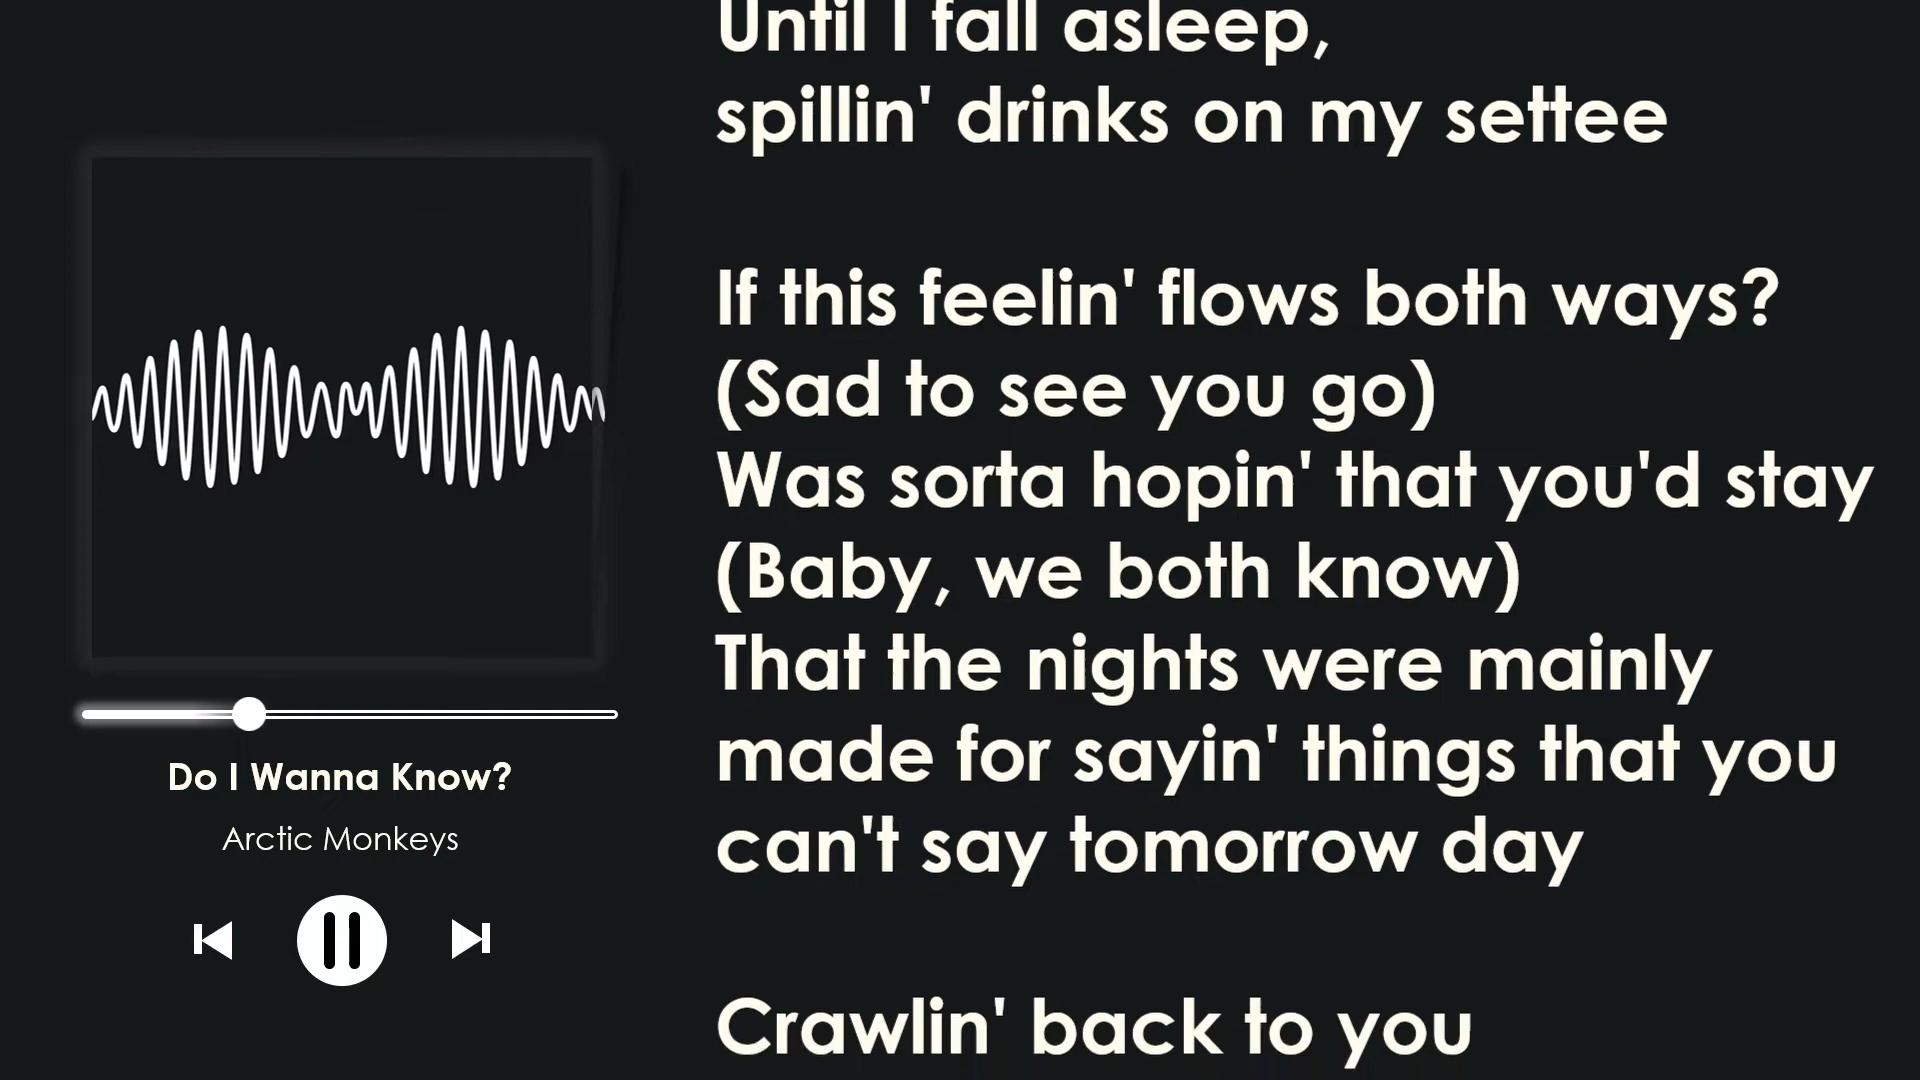 Until I fall asleep,
spillin' drinks on my settee
If this feelin' flows both ways?
(Sad to see you go)
Was sorta hopin' that you'd stay
(Baby, we both know)
That the nights were mainly
made for sayin' things that you
can't say tomorrow day
Crawlin' back to you
Do I Wanna Know?
Arctic Monkeys